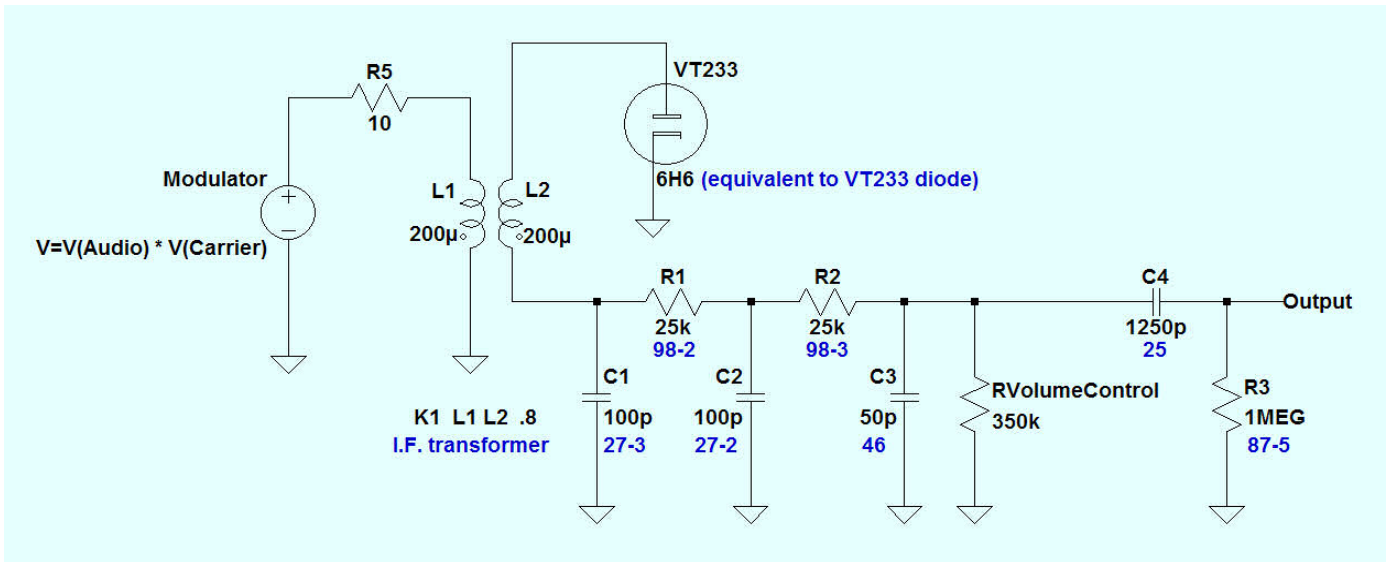 R5
10
Modulator
V=V(Audio) * V(Carrier)
L1
200µ
L2
200µ
VT233
6H6 (equivalent to VT233 diode)
K1 L1 L2 .8
I.F. transformer
C1
100p
27-3
R1
25k
98-2
C2
100p
27-2
R2
25k
98-3
C3
50p
46
RVolumeControl
350k
C4
1250p
25
Output
R3
1MEG
87-5